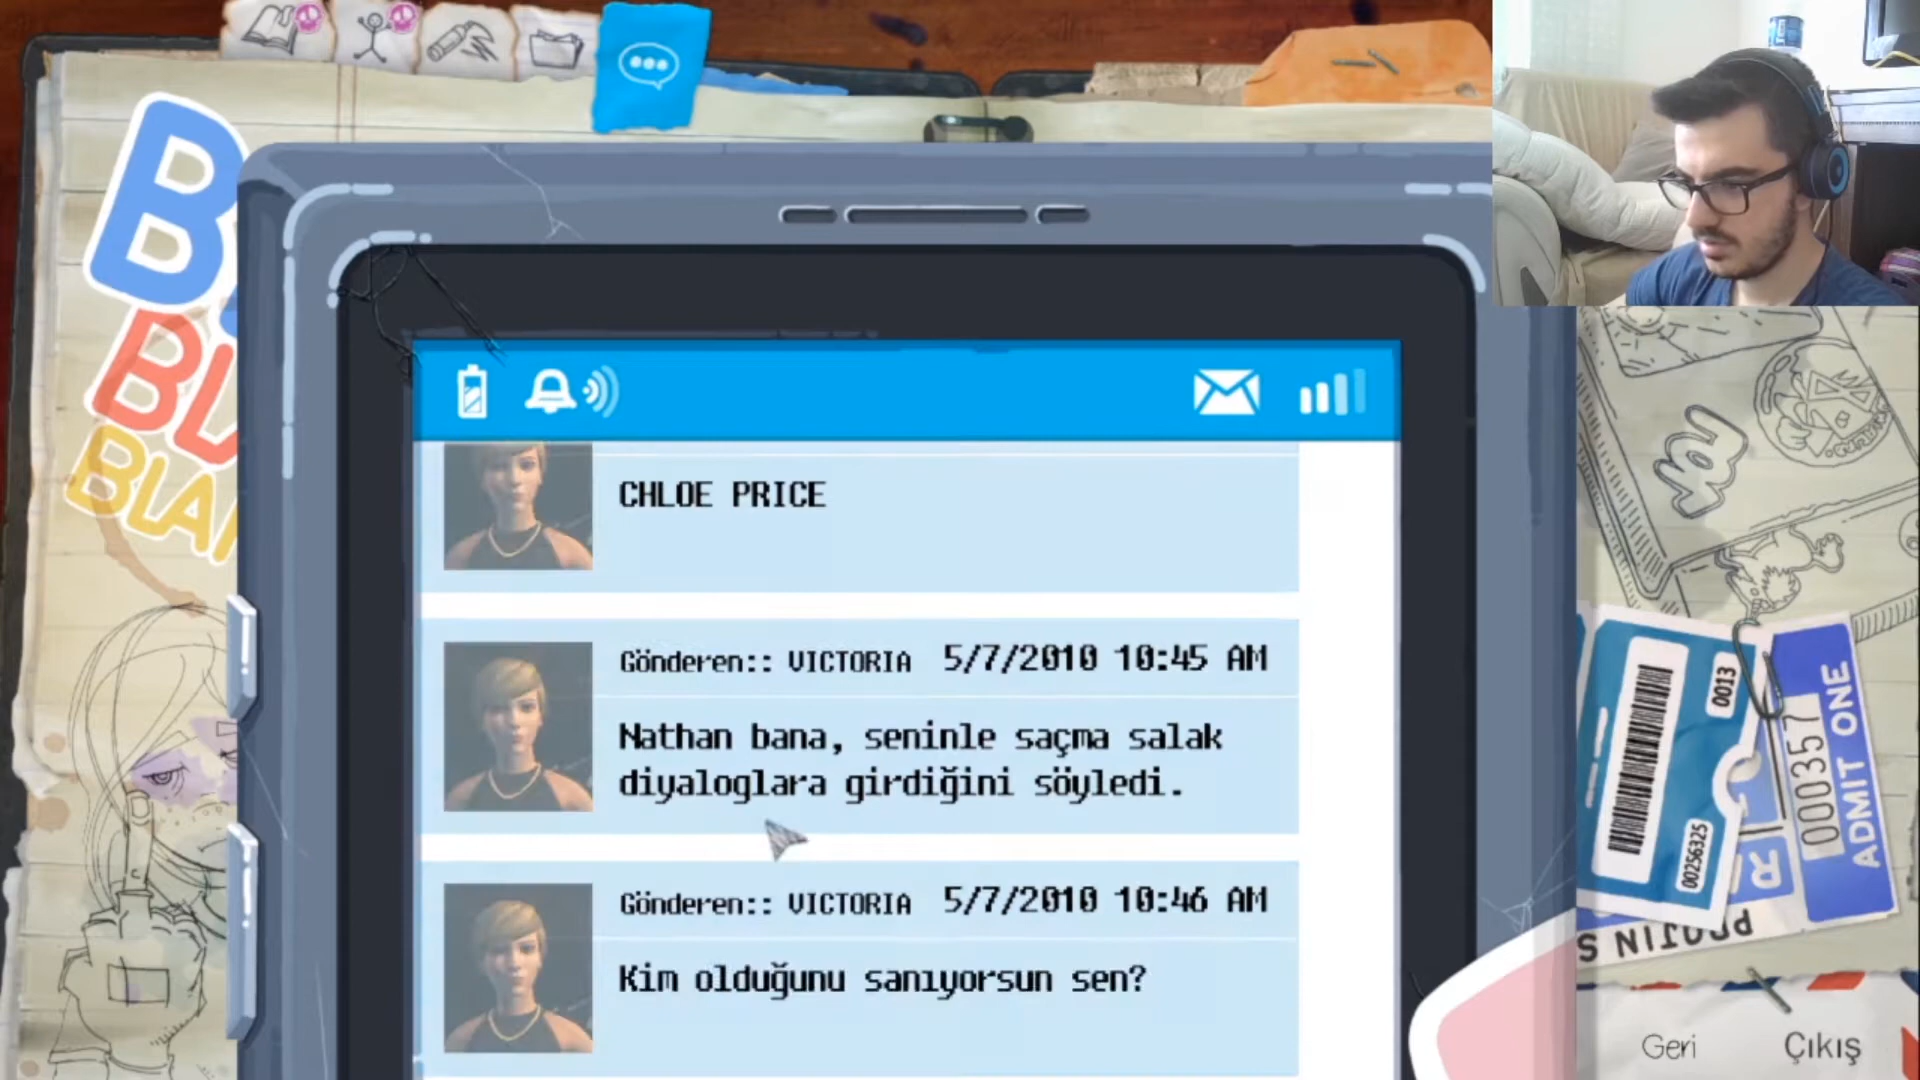 CHLOE PRICE
Gönderen:: VICTORIA 5/7/2010 10:45 AM
Nathan bana, seninle saçma salak
diyaloglara girdiğini söyledi.
Gönderen:: VICTORIA 5/7/2010 10:46 AM
Kim olduğunu sanıyorsun sen?
0013
00256325
000357
ADMIT ONE
Geri
Çıkış